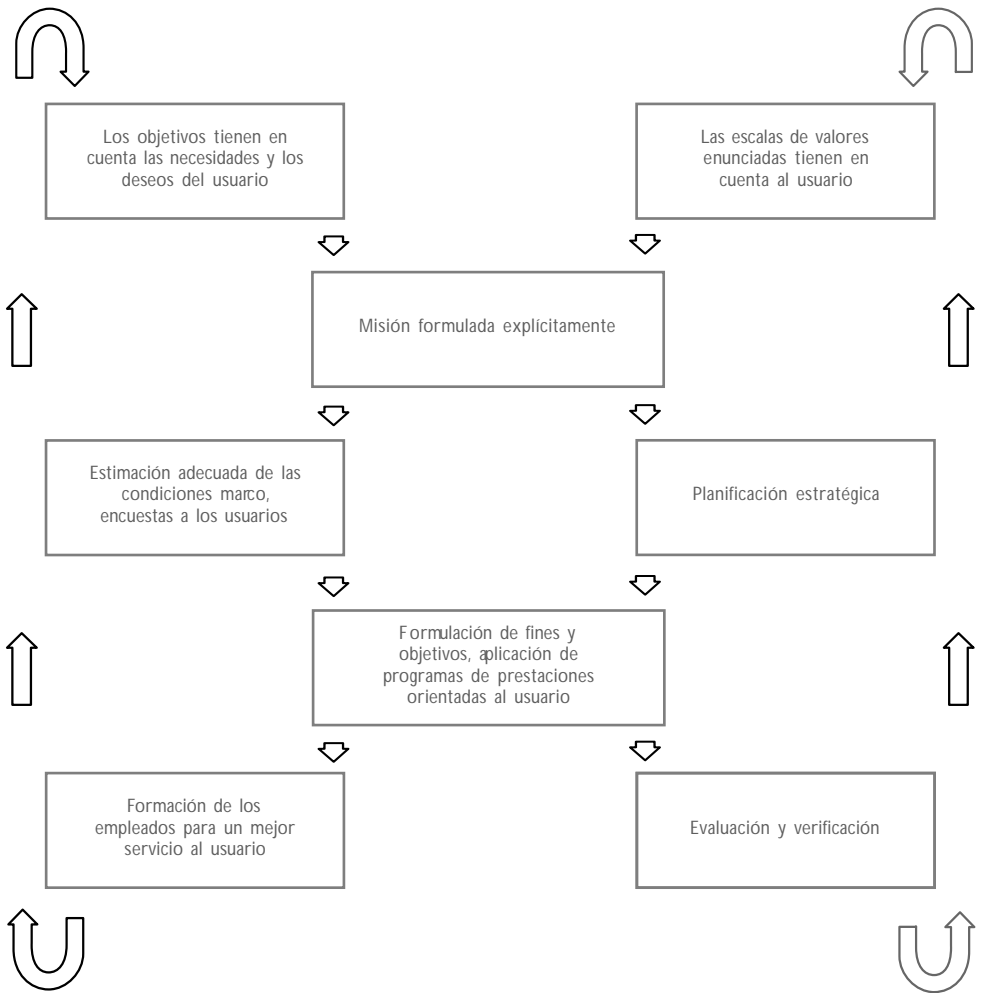 Los objetivos tienen en
cuenta las necesidades y los
deseos del usuario
Las escalas de valores
enunciadas tienen en
cuenta al usuario
Misión formulada explícitamente
Estimación adecuada de las
condiciones marco,
encuestas a los usuarios
Planificación estratégica
Formulación de fines y
objetivos, aplicación de
programas de prestaciones
orientadas al usuario
Formación de los
empleados para un mejor
servicio al usuario
Evaluación y verificación